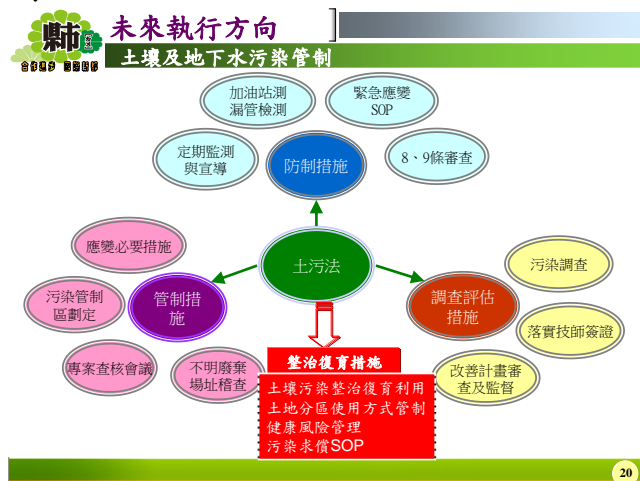 未來執行方向
土壤及地下水污染管制
加油站測
漏管檢測
緊急應變
SOP
定期監測
與宣導
防制措施
8、9條審查
應變必要措施
土污法
污染調查
污染管制
區劃定
管制措
施
調查評估
措施
落實技師簽證
專案查核會議
不明廢棄
場址稽查
整治復育措施
改善計畫審
查及監督
土壤污染整治復育利用
土地分區使用方式管制
健康風險管理
污染求償SOP
20